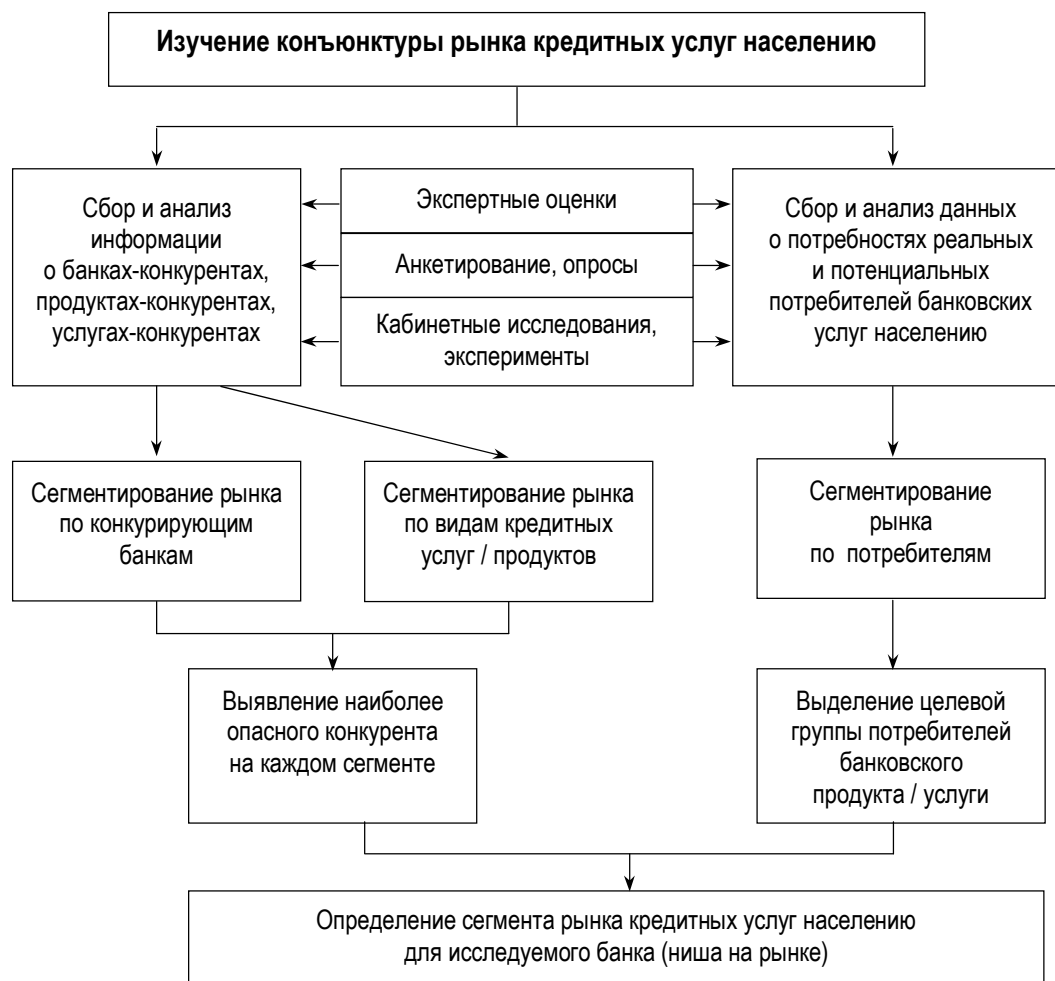 Изучение конъюнктуры рынка кредитных услуг населению
Сбор и анализ
информации
о банках-конкурентах,
продуктах-конкурентах,
услугах-конкурентах
Экспертные оценки
Анкетирование, опросы
Кабинетные исследования,
эксперименты
Сбор и анализ данных
о потребностях реальных
и потенциальных
потребителей банковских
услуг населению
Сегментирование рынка
по конкурирующим
банкам
Сегментирование рынка
по видам кредитных
услуг / продуктов
Сегментирование
рынка
по потребителям
Выявление наиболее
опасного конкурента
на каждом сегменте
Выделение целевой
группы потребителей
банковского
продукта / услуги
Определение сегмента рынка кредитных услуг населению
для исследуемого банка (ниша на рынке)